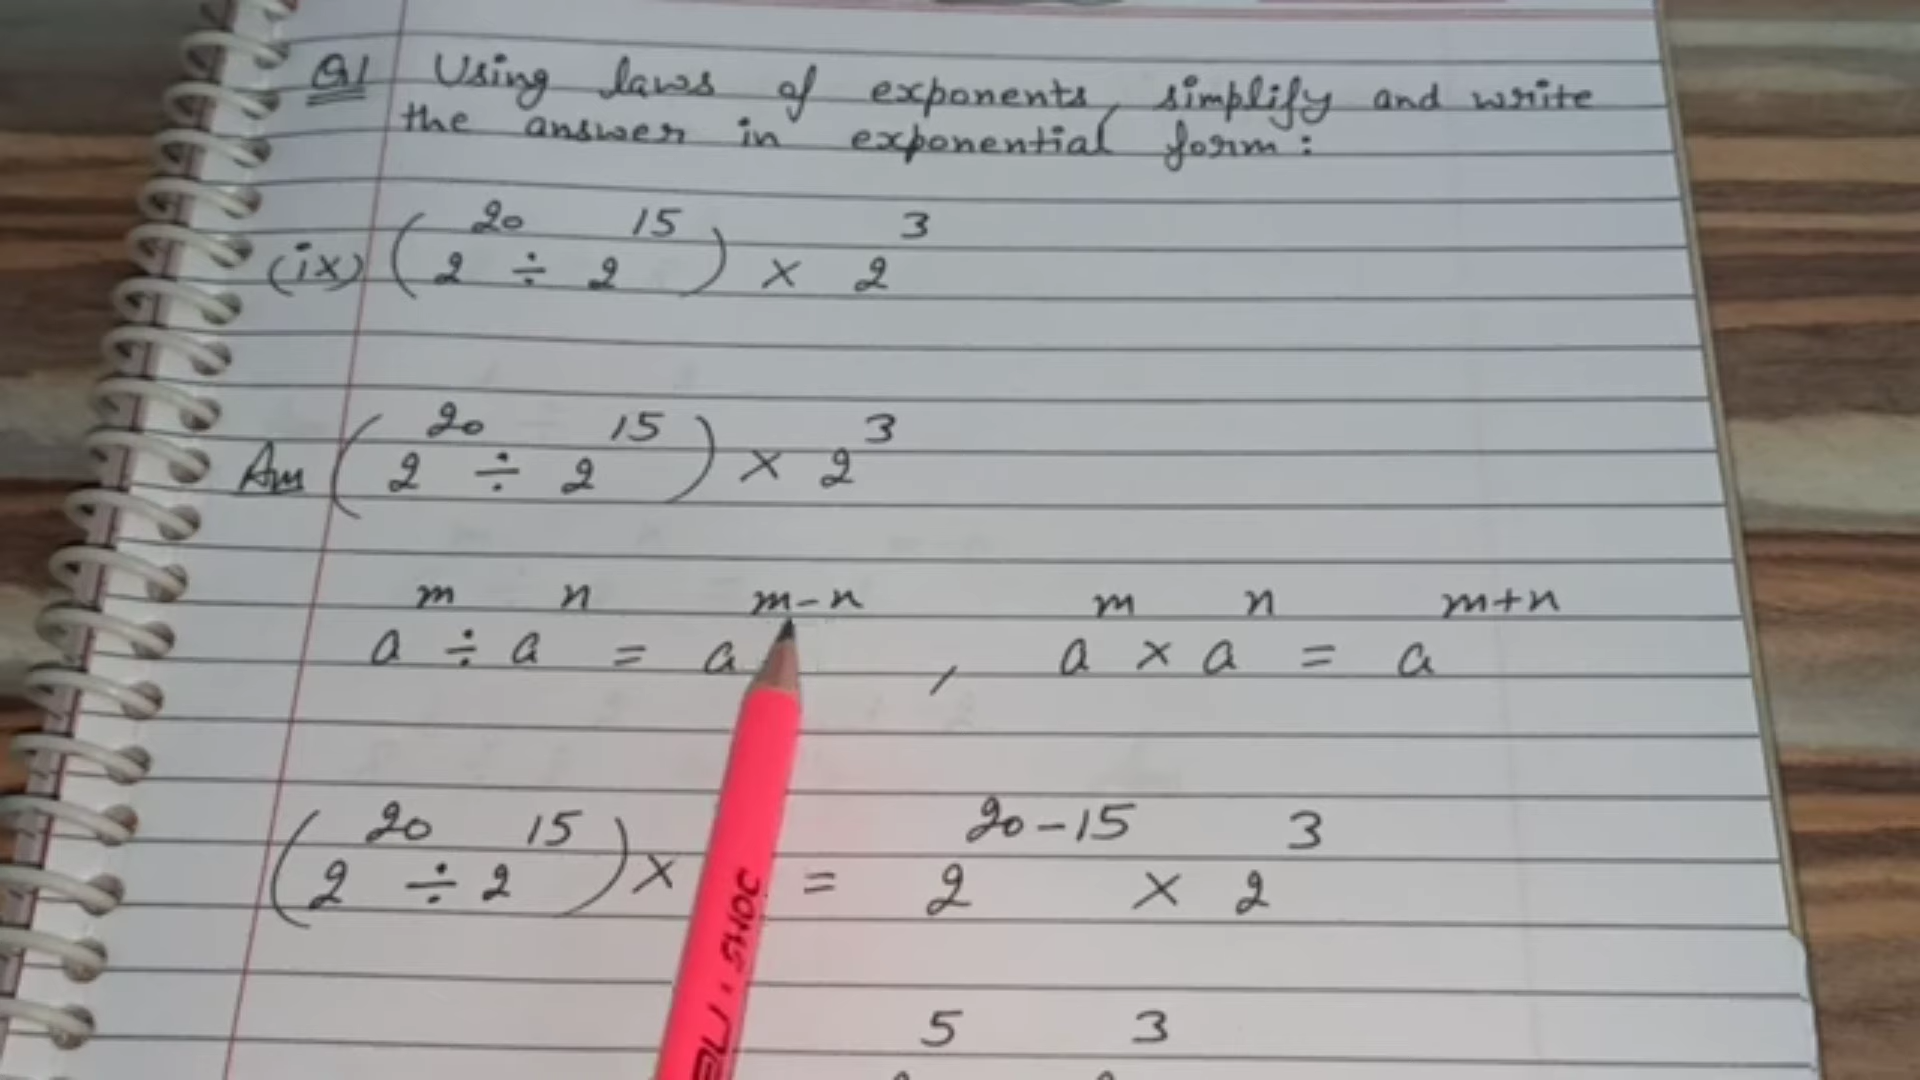 Q1 Using laws of exponents, simplify and write
the answer in exponential form:
(ix) (2^20 ÷ 2^15) × 2^3
Ans (2^20 ÷ 2^15) × 2^3
a^m ÷ a^n = a^m-n , a^m × a^n = a^m+n
(2^20 ÷ 2^15) × = 2^20-15 × 2^3
5 3
DOMS